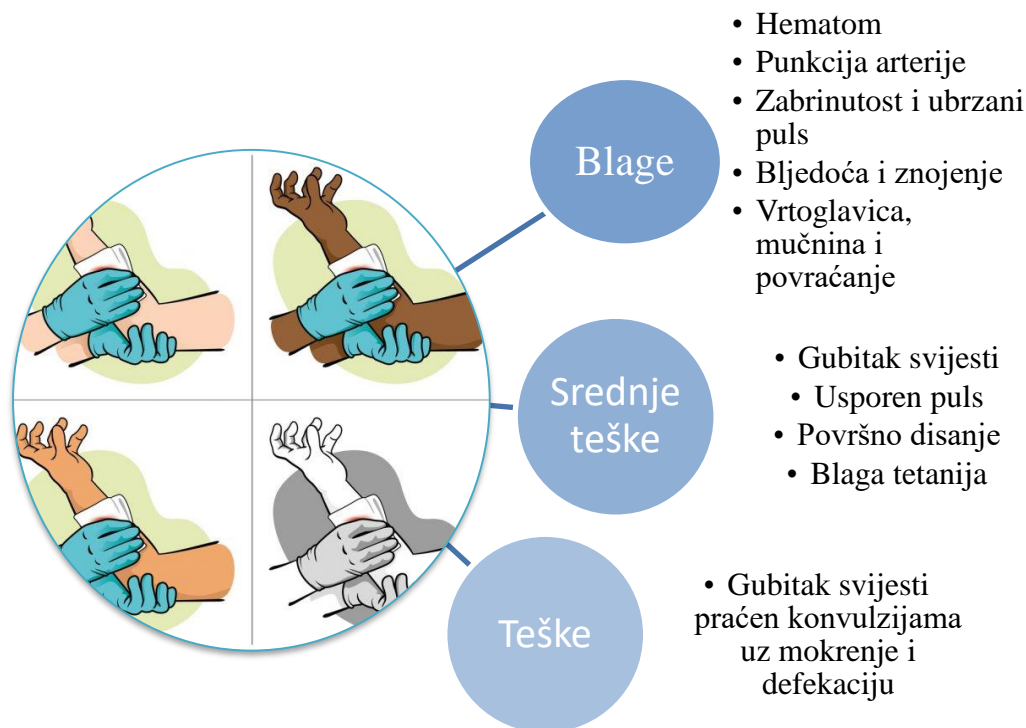 Blage
• Hematom
• Punkcija arterije
• Zabrinutost i ubrzani
puls
• Bljedoća i znojenje
• Vrtoglavica,
mučnina i
povraćanje
Srednje
teške
• Gubitak svijesti
• Usporen puls
• Površno disanje
• Blaga tetanija
Teške
• Gubitak svijesti
praćen konvulzijama
uz mokrenje i
defekaciju